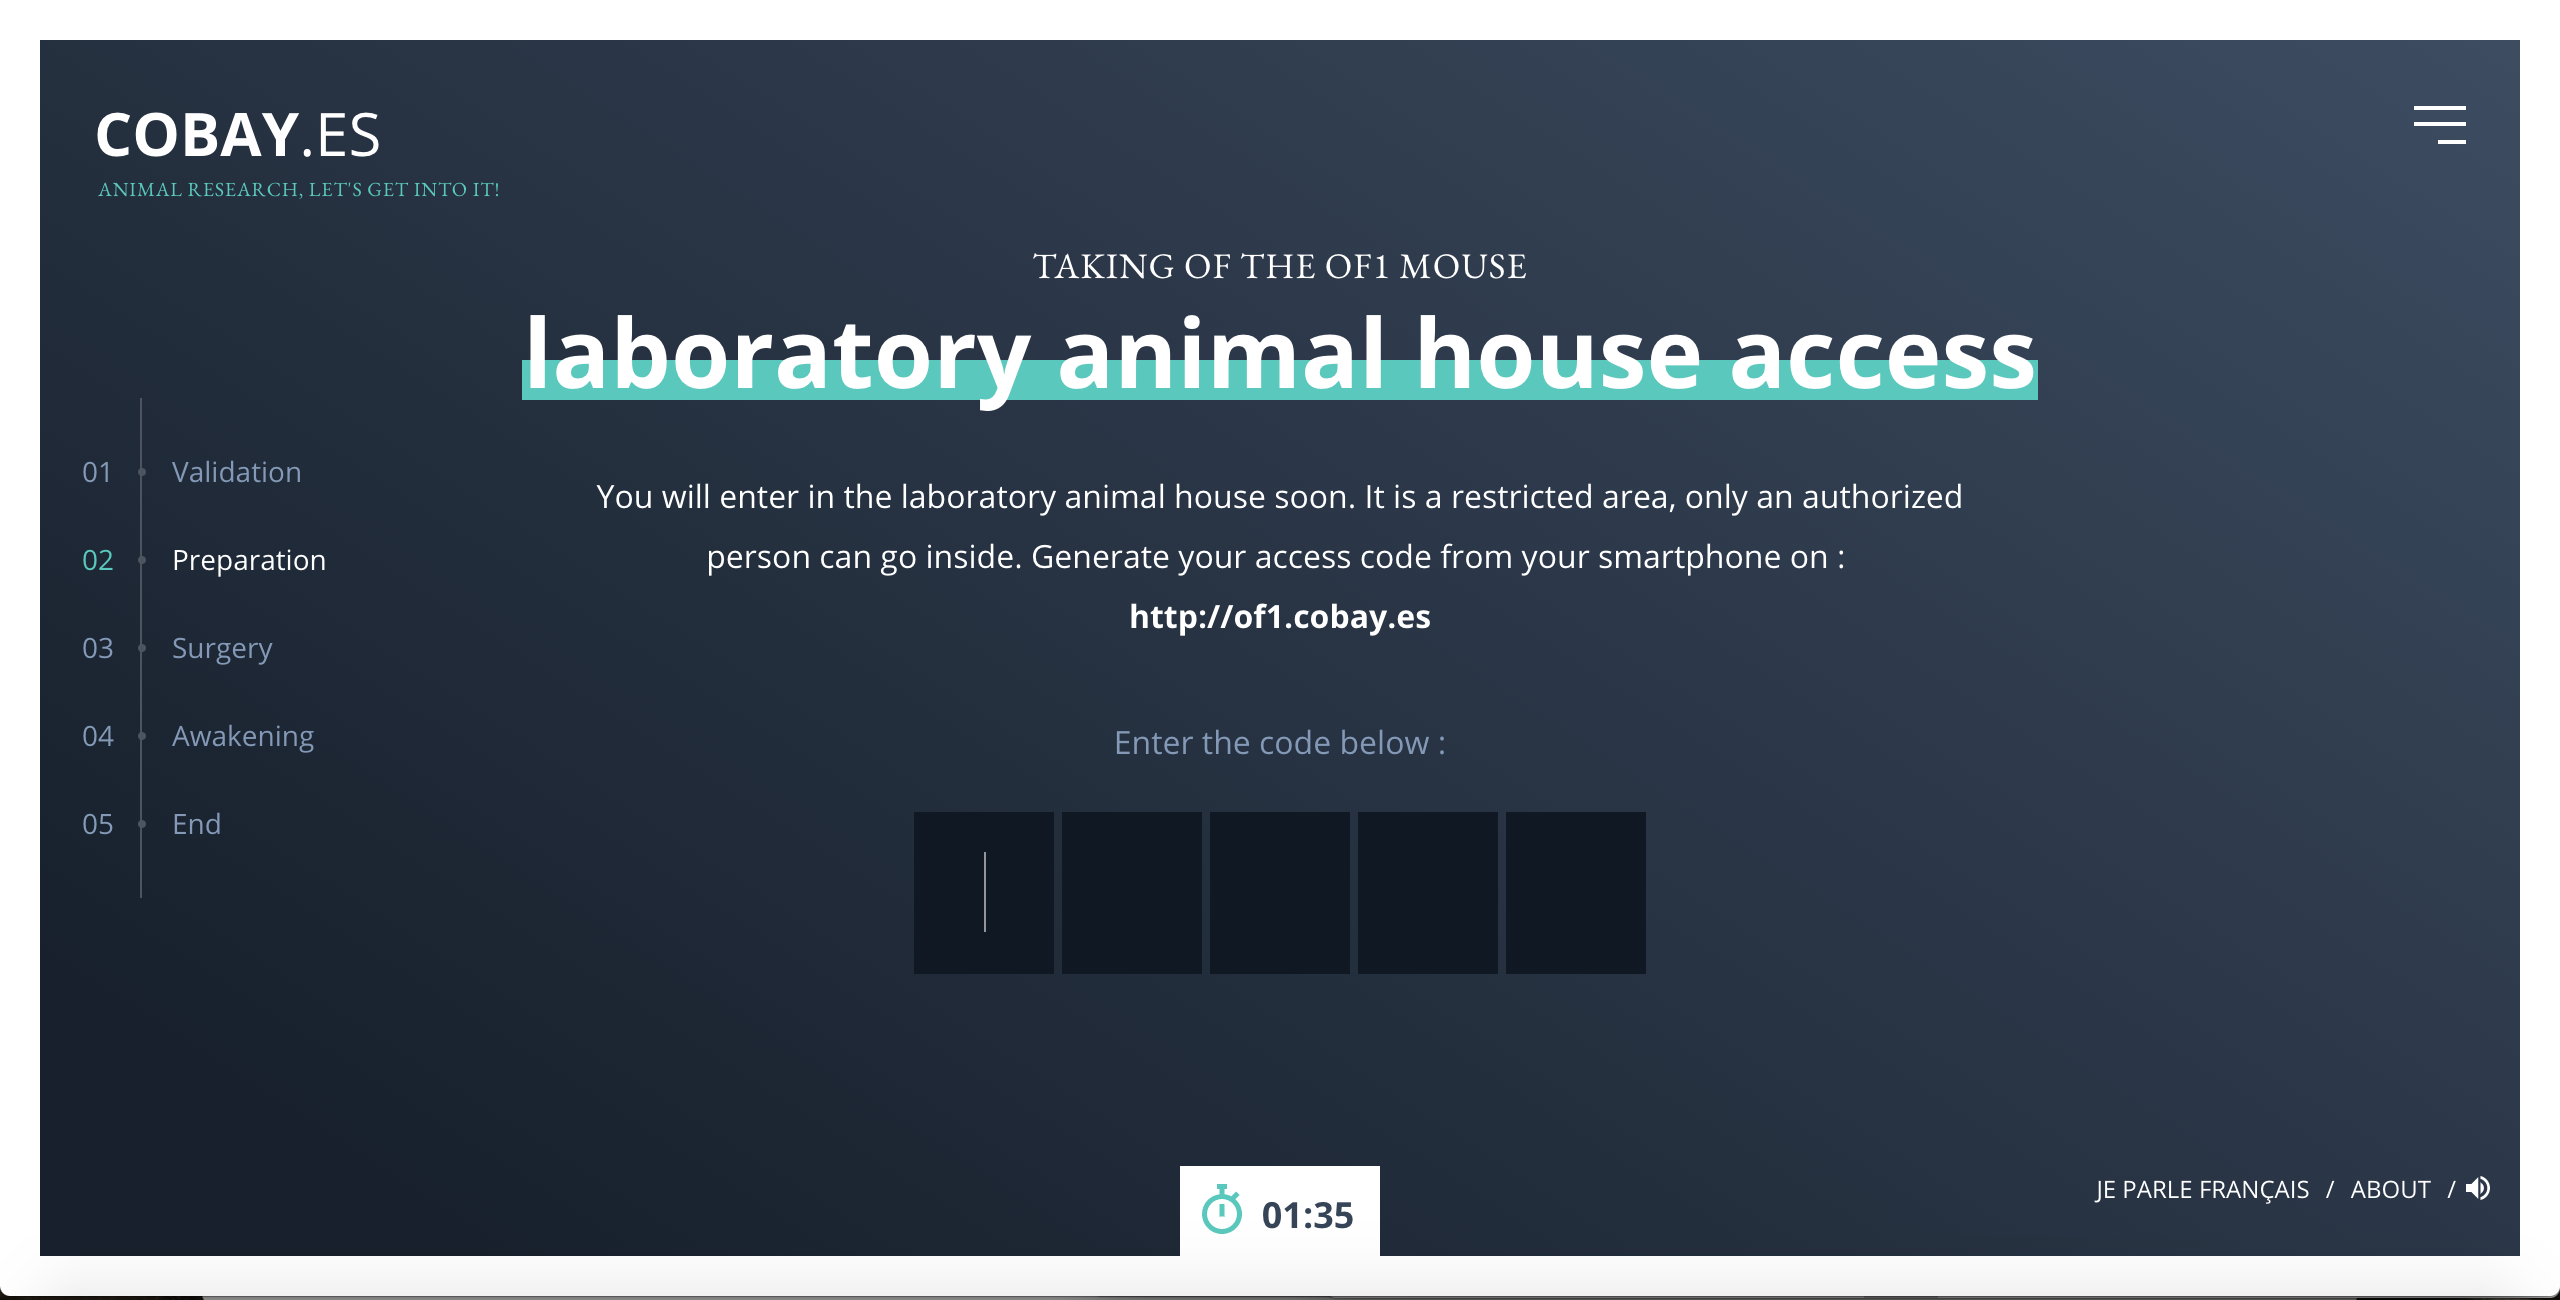 COBAY.ES
ANIMAL RESEARCH, LET'S GET INTO IT!
TAKING OF THE OF1 MOUSE
laboratory animal house access
You will enter in the laboratory animal house soon. It is a restricted area, only an authorized
person can go inside. Generate your access code from your smartphone on :
http://of1.cobay.es
01 Validation
02 Preparation
03 Surgery
04 Awakening
05 End
Enter the code below :
01:35
JE PARLE FRANÇAIS / ABOUT /